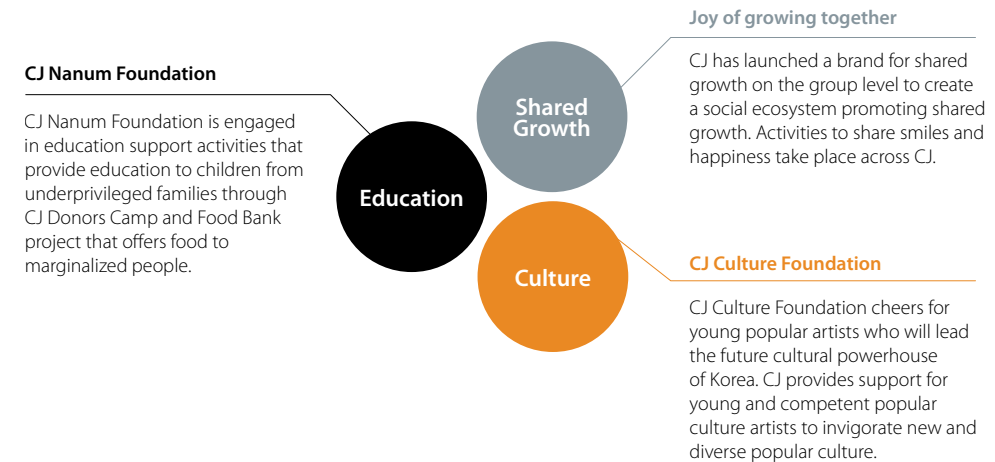 CJ Nanum Foundation
CJ Nanum Foundation is engaged
in education support activities that
provide education to children from
underprivileged families through
CJ Donors Camp and Food Bank
project that offers food to
marginalized people.
Education
Shared
Growth
Culture
Joy of growing together
CJ has launched a brand for shared
growth on the group level to create
a social ecosystem promoting shared
growth. Activities to share smiles and
happiness take place across CJ.
CJ Culture Foundation
CJ Culture Foundation cheers for
young popular artists who will lead
the future cultural powerhouse
of Korea. CJ provides support for
young and competent popular
culture artists to invigorate new and
diverse popular culture.